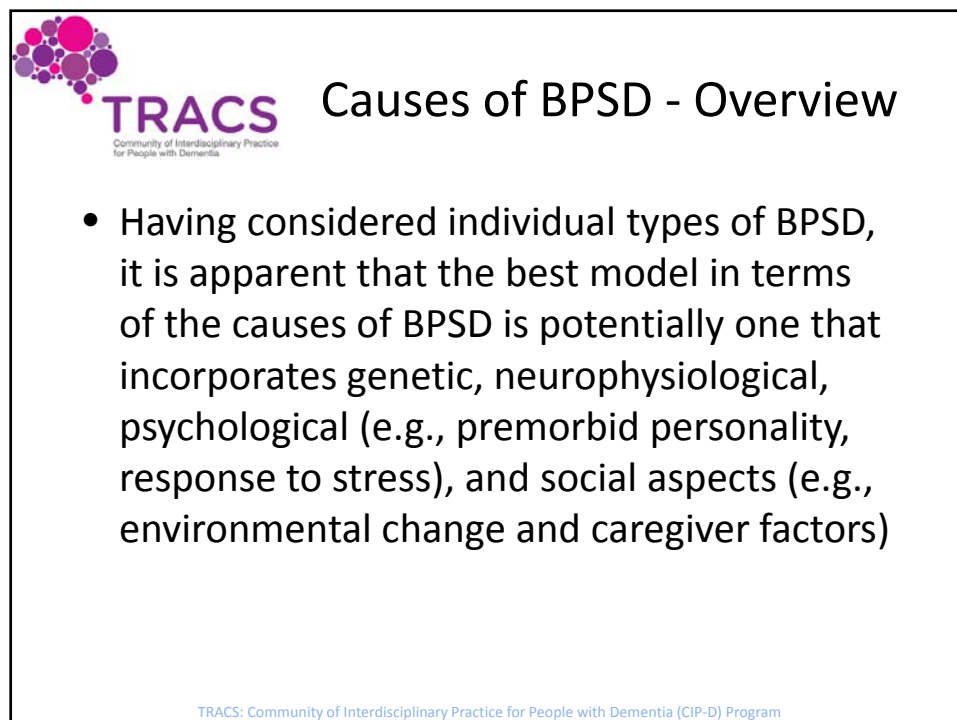 TRACS
Community of Interdisciplinary Practice
for People with Dementia
Causes of BPSD - Overview
• Having considered individual types of BPSD,
it is apparent that the best model in terms
of the causes of BPSD is potentially one that
incorporates genetic, neurophysiological,
psychological (e.g., premorbid personality,
response to stress), and social aspects (e.g.,
environmental change and caregiver factors)
TRACS: Community of Interdisciplinary Practice for People with Dementia (CIP-D) Program